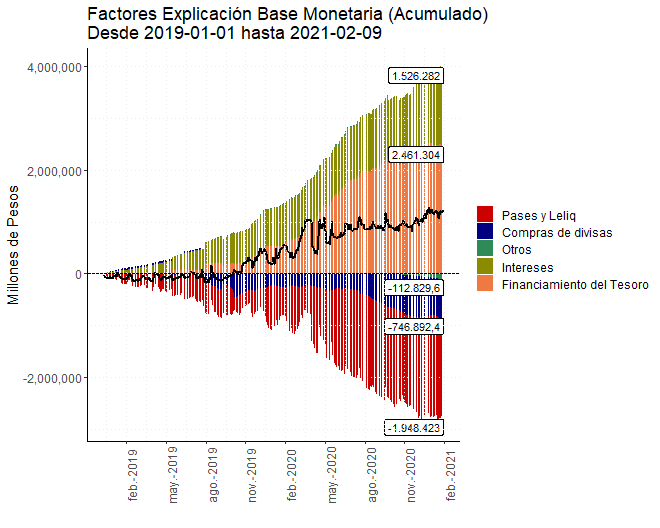 Factores Explicación Base Monetaria (Acumulado)
Desde 2019-01-01 hasta 2021-02-09
Millones de Pesos
4,000,000
2,000,000
0
-2,000,000
1.526.282
2.461.304
-112.829,6
-746.892,4
-1.948.423
feb.-2019
may.-2019
ago.-2019
nov.-2019
feb.-2020
may.-2020
ago.-2020
nov.-2020
feb.-2021
Pases y Leliq
Compras de divisas
Otros
Intereses
Financiamiento del Tesoro